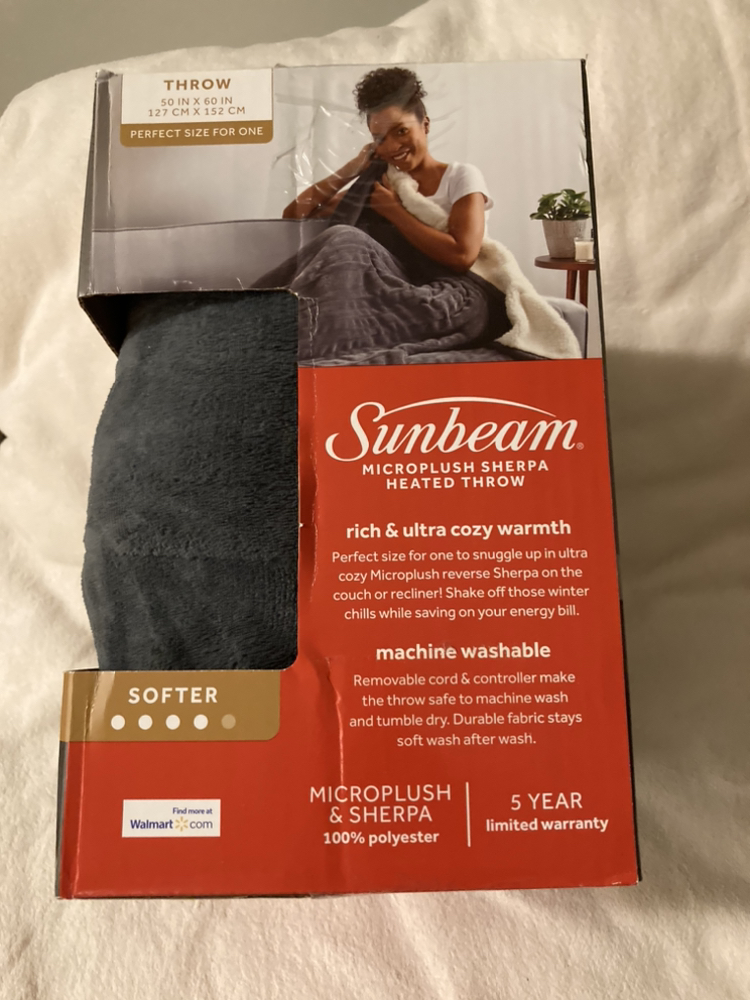 THROW
50 IN X 60 IN
127 CM X 152 CM
PERFECT SIZE FOR ONE
Sunbeam®
MICROPLUSH SHERPA
HEATED THROW
rich & ultra cozy warmth
Perfect size for one to snuggle up in ultra
cozy Microplush reverse Sherpa on the
couch or recliner! Shake off those winter
chills while saving on your energy bill.
machine washable
Removable cord & controller make
the throw safe to machine wash
and tumble dry. Durable fabric stays
soft wash after wash.
SOFTER
Find more at
Walmart.com
MICROPLUSH
& SHERPA
100% polyester
5 YEAR
limited warranty